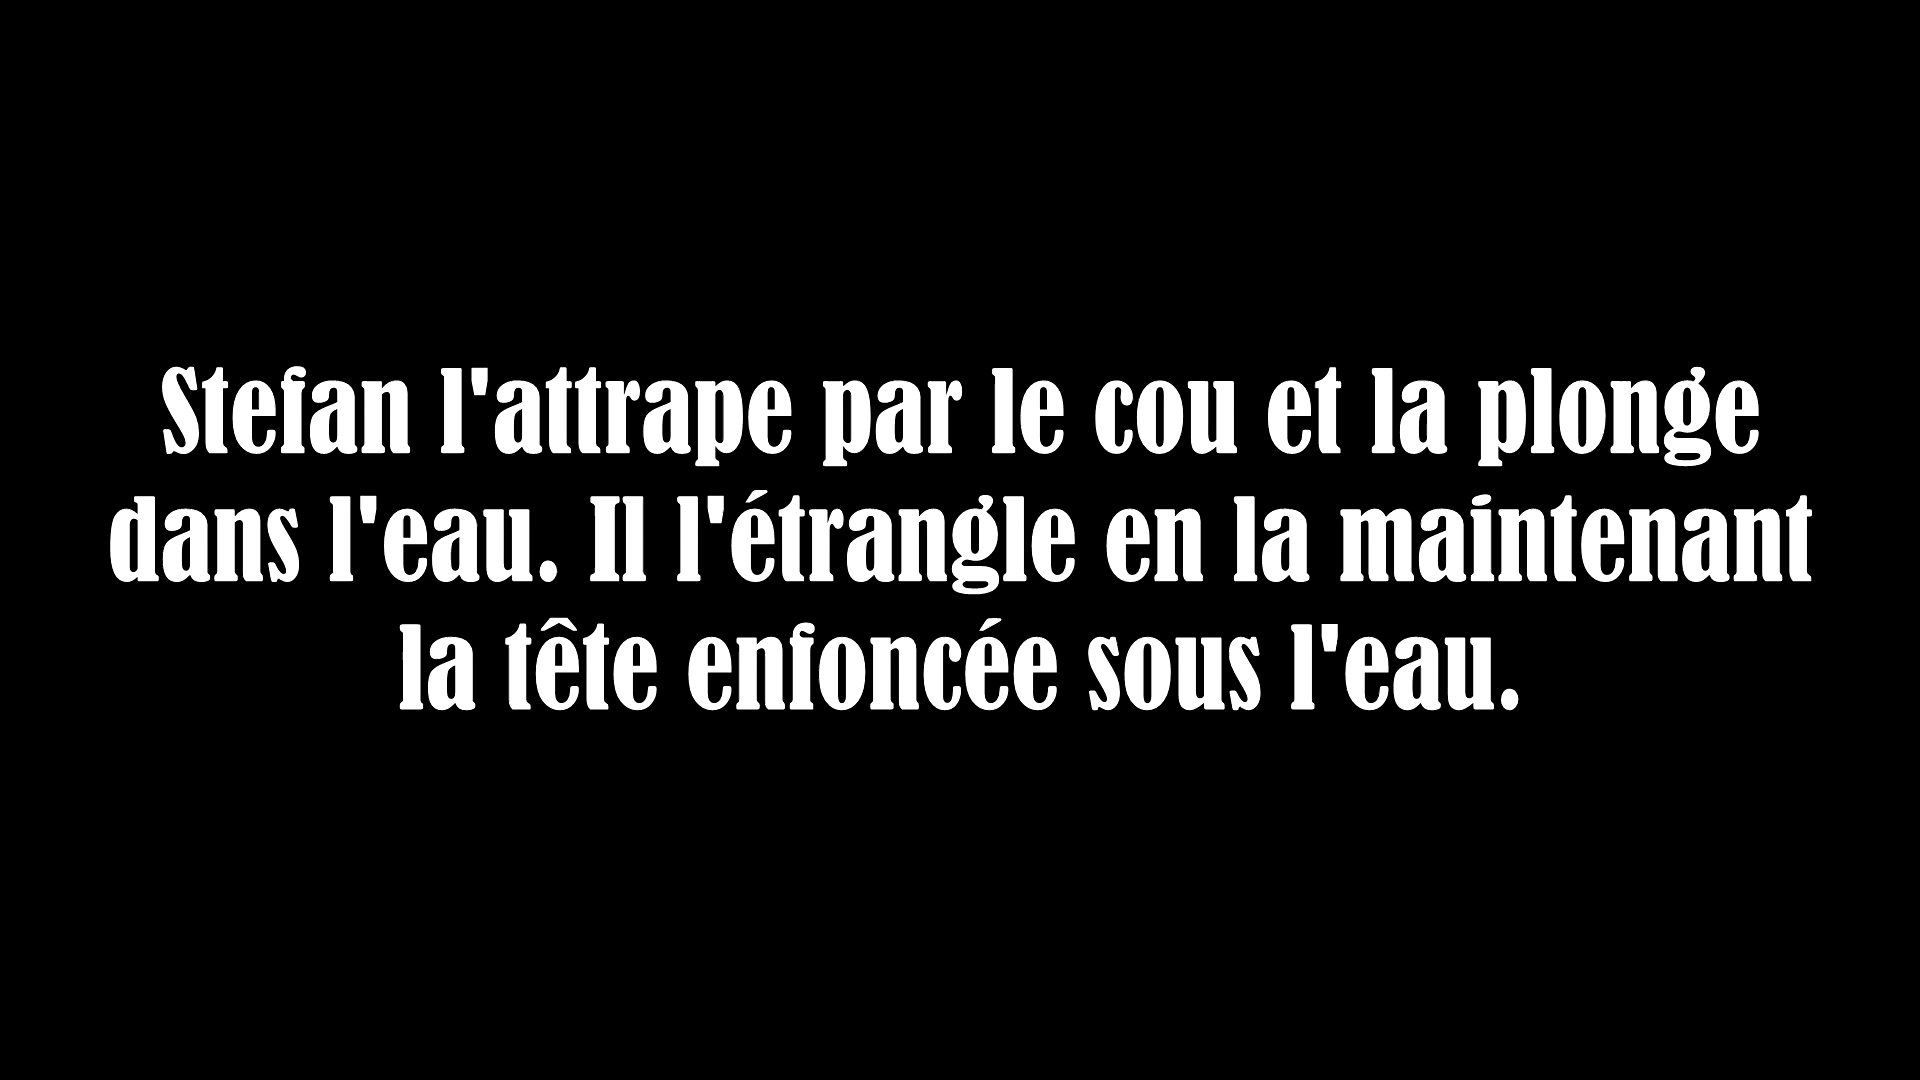 Stefan l'attrape par le cou et la plonge
dans l'eau. Il l'étrangle en la maintenant
la tête enfoncée sous l'eau.